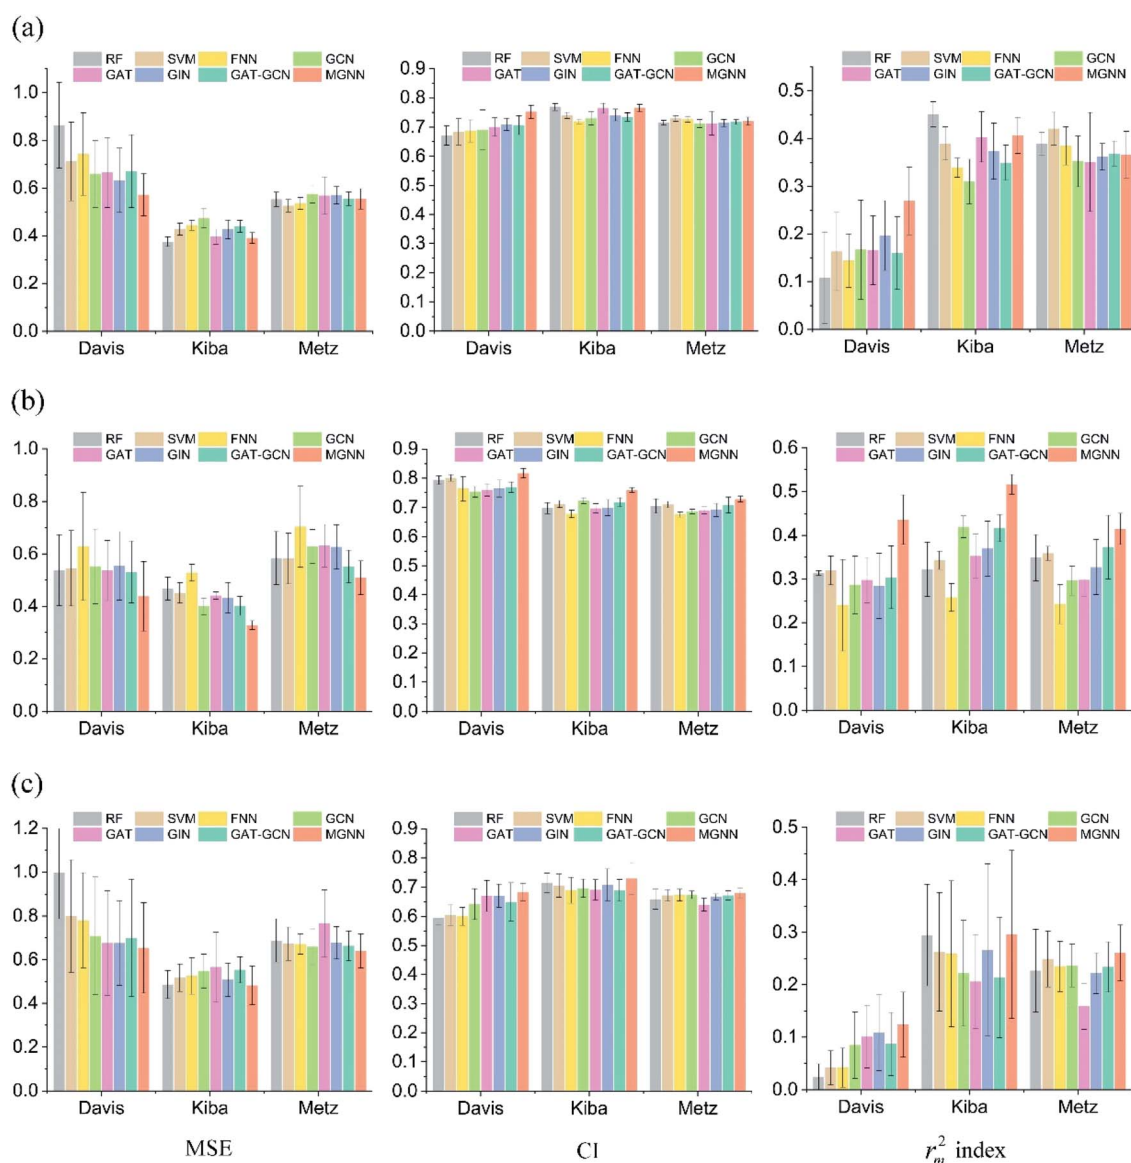 (a)
RF SVM FNN GCN
GAT GIN GAT-GCN MGNN
1.0
0.8
0.6
0.4
0.2
0.0
Davis Kiba Metz
RF SVM FNN GCN
GAT GIN GAT-GCN MGNN
0.9
0.8
0.7
0.6
0.5
0.4
0.3
0.2
0.1
0.0
Davis Kiba Metz
RF SVM FNN GCN
GAT GIN GAT-GCN MGNN
0.5
0.4
0.3
0.2
0.1
0.0
Davis Kiba Metz
(b)
RF SVM FNN GCN
GAT GIN GAT-GCN MGNN
1.0
0.8
0.6
0.4
0.2
0.0
Davis Kiba Metz
RF SVM FNN GCN
GAT GIN GAT-GCN MGNN
0.9
0.8
0.7
0.6
0.5
0.4
0.3
0.2
0.1
0.0
Davis Kiba Metz
RF SVM FNN GCN
GAT GIN GAT-GCN MGNN
0.6
0.5
0.4
0.3
0.2
0.1
0.0
Davis Kiba Metz
(c)
RF SVM FNN GCN
GAT GIN GAT-GCN MGNN
1.2
1.0
0.8
0.6
0.4
0.2
0.0
Davis Kiba Metz
RF SVM FNN GCN
GAT GIN GAT-GCN MGNN
0.9
0.8
0.7
0.6
0.5
0.4
0.3
0.2
0.1
0.0
Davis Kiba Metz
RF SVM FNN GCN
GAT GIN GAT-GCN MGNN
0.5
0.4
0.3
0.2
0.1
0.0
Davis Kiba Metz
MSE CI r²ₘ index